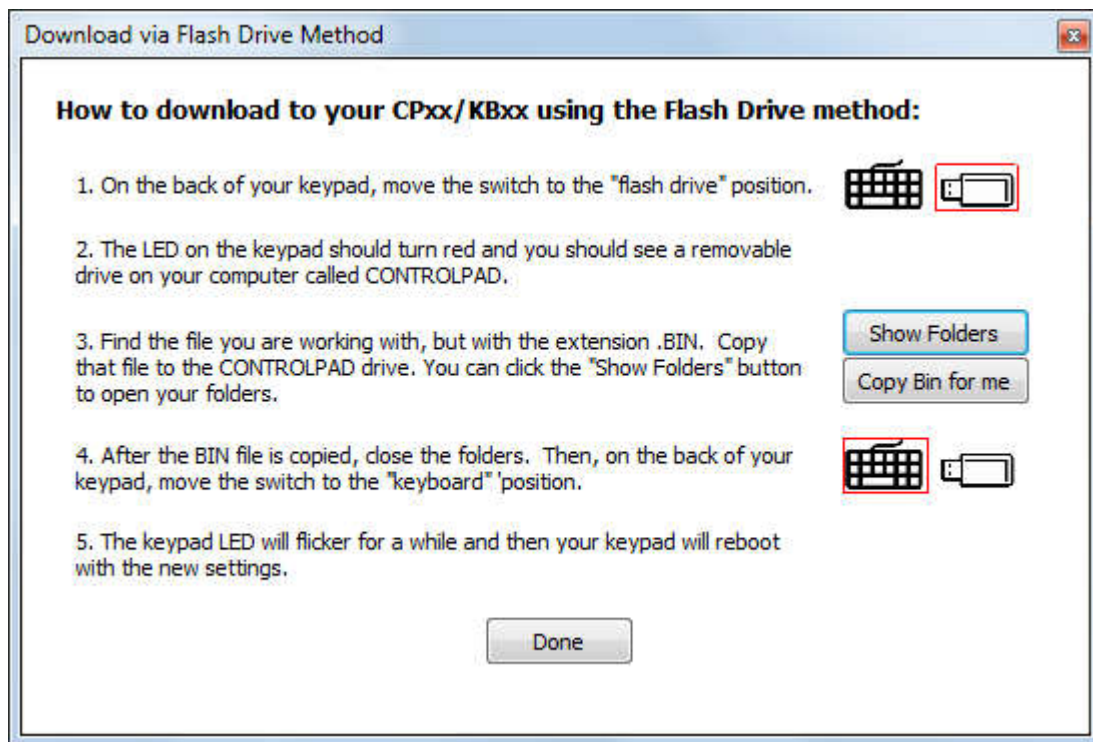 Download via Flash Drive Method
How to download to your CPxx/KBxx using the Flash Drive method:
1. On the back of your keypad, move the switch to the "flash drive" position.
2. The LED on the keypad should turn red and you should see a removable
drive on your computer called CONTROLPAD.
3. Find the file you are working with, but with the extension .BIN.  Copy
that file to the CONTROLPAD drive. You can click the "Show Folders" button
to open your folders.
Show Folders
Copy Bin for me
4. After the BIN file is copied, close the folders.  Then, on the back of your
keypad, move the switch to the "keyboard" 'position.
5. The keypad LED will flicker for a while and then your keypad will reboot
with the new settings.
Done